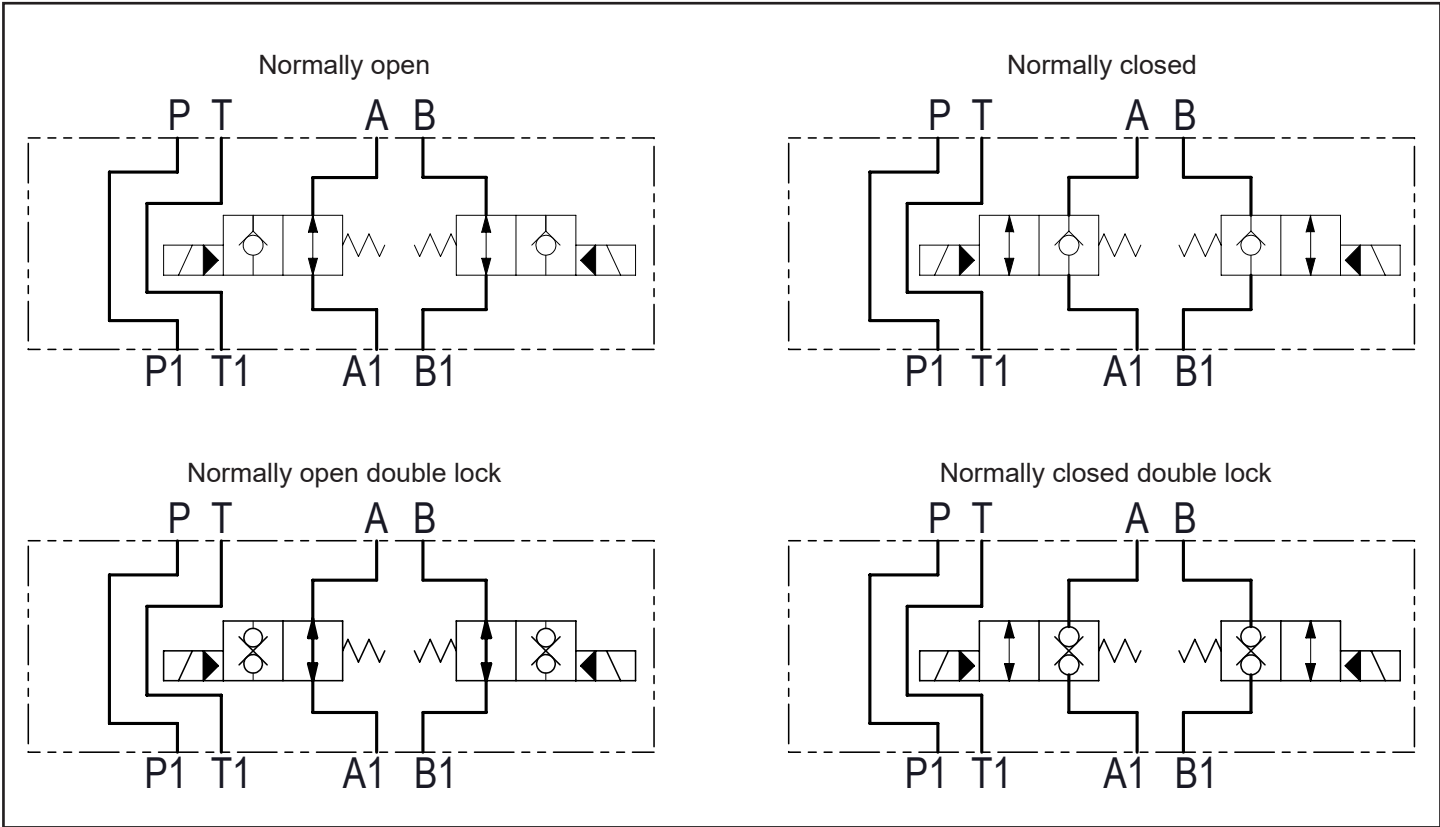 Normally open
Normally closed
P T A B
P T A B
P1 T1 A1 B1
P1 T1 A1 B1
Normally open double lock
Normally closed double lock
P T A B
P T A B
P1 T1 A1 B1
P1 T1 A1 B1